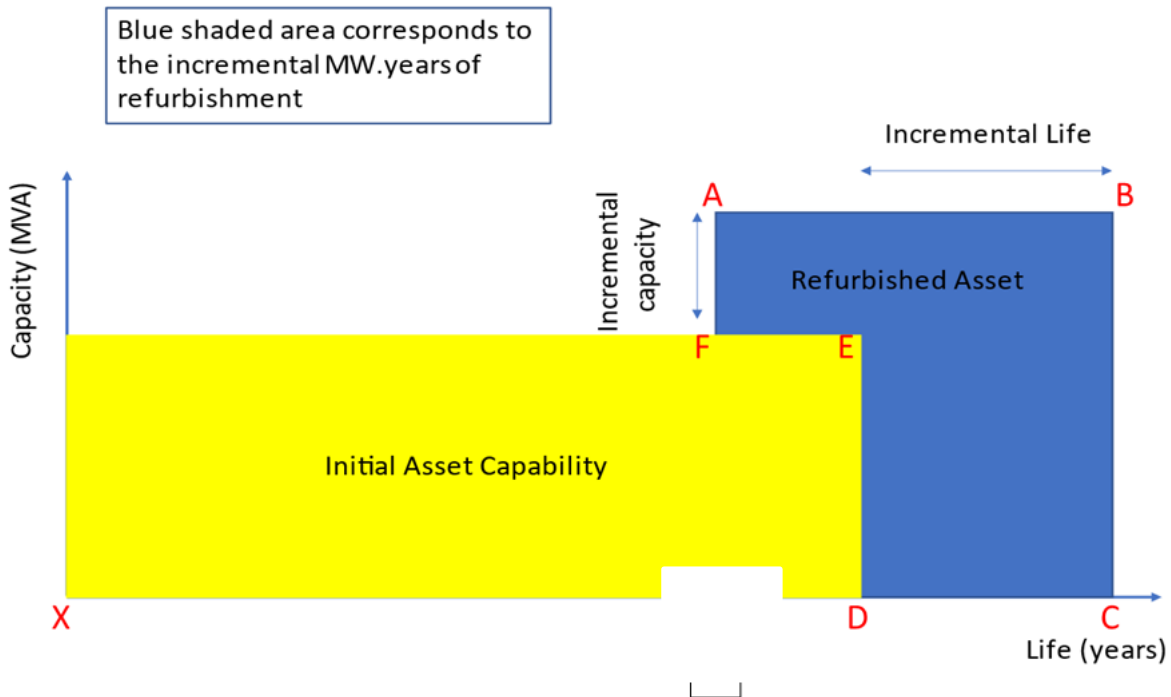 Blue shaded area corresponds to
the incremental MW.years of
refurbishment
Incremental Life
Capacity (MVA)
Incremental
capacity
A
B
Refurbished Asset
F
E
Initial Asset Capability
X
D
C
Life (years)